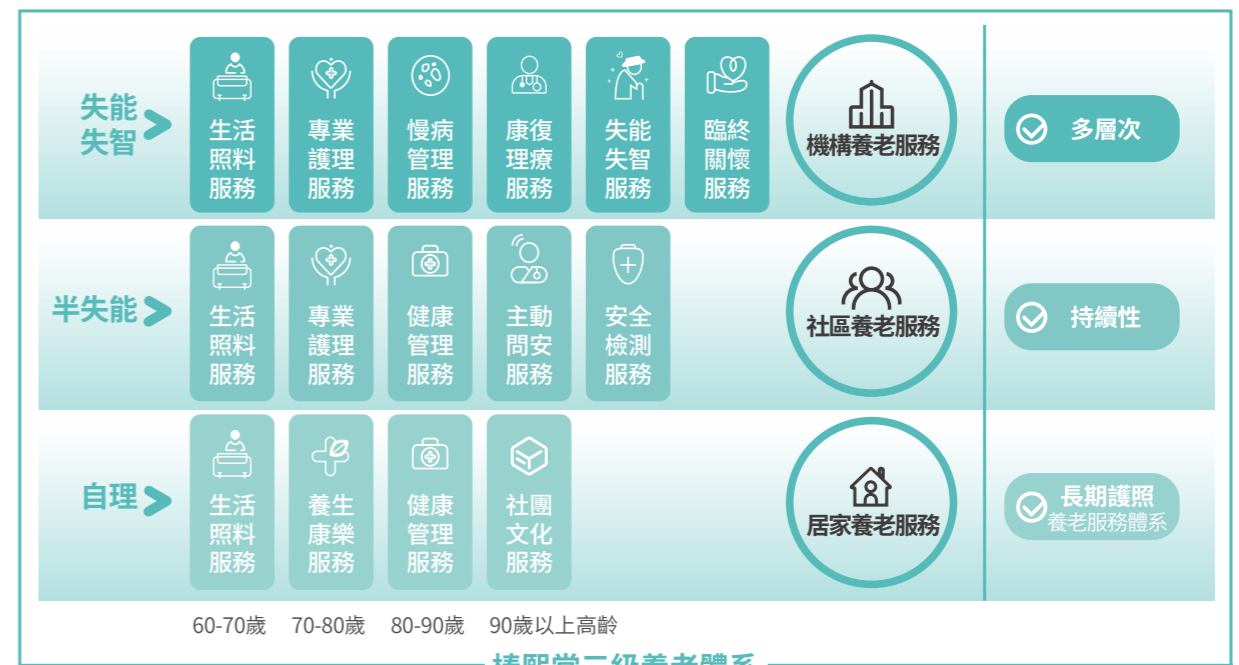 失能
失智
生活
照料
服務
專業
護理
服務
慢病
管理
服務
康復
理療
服務
失能
失智
服務
臨終
關懷
服務
機構養老服務
多層次
半失能
生活
照料
服務
專業
護理
服務
健康
管理
服務
主動
問安
服務
安全
檢測
服務
社區養老服務
持續性
自理
生活
照料
服務
養生
康樂
服務
健康
管理
服務
社團
文化
服務
居家養老服務
長期護照
養老服務體系
60-70歲
70-80歲
80-90歲
90歲以上高齡